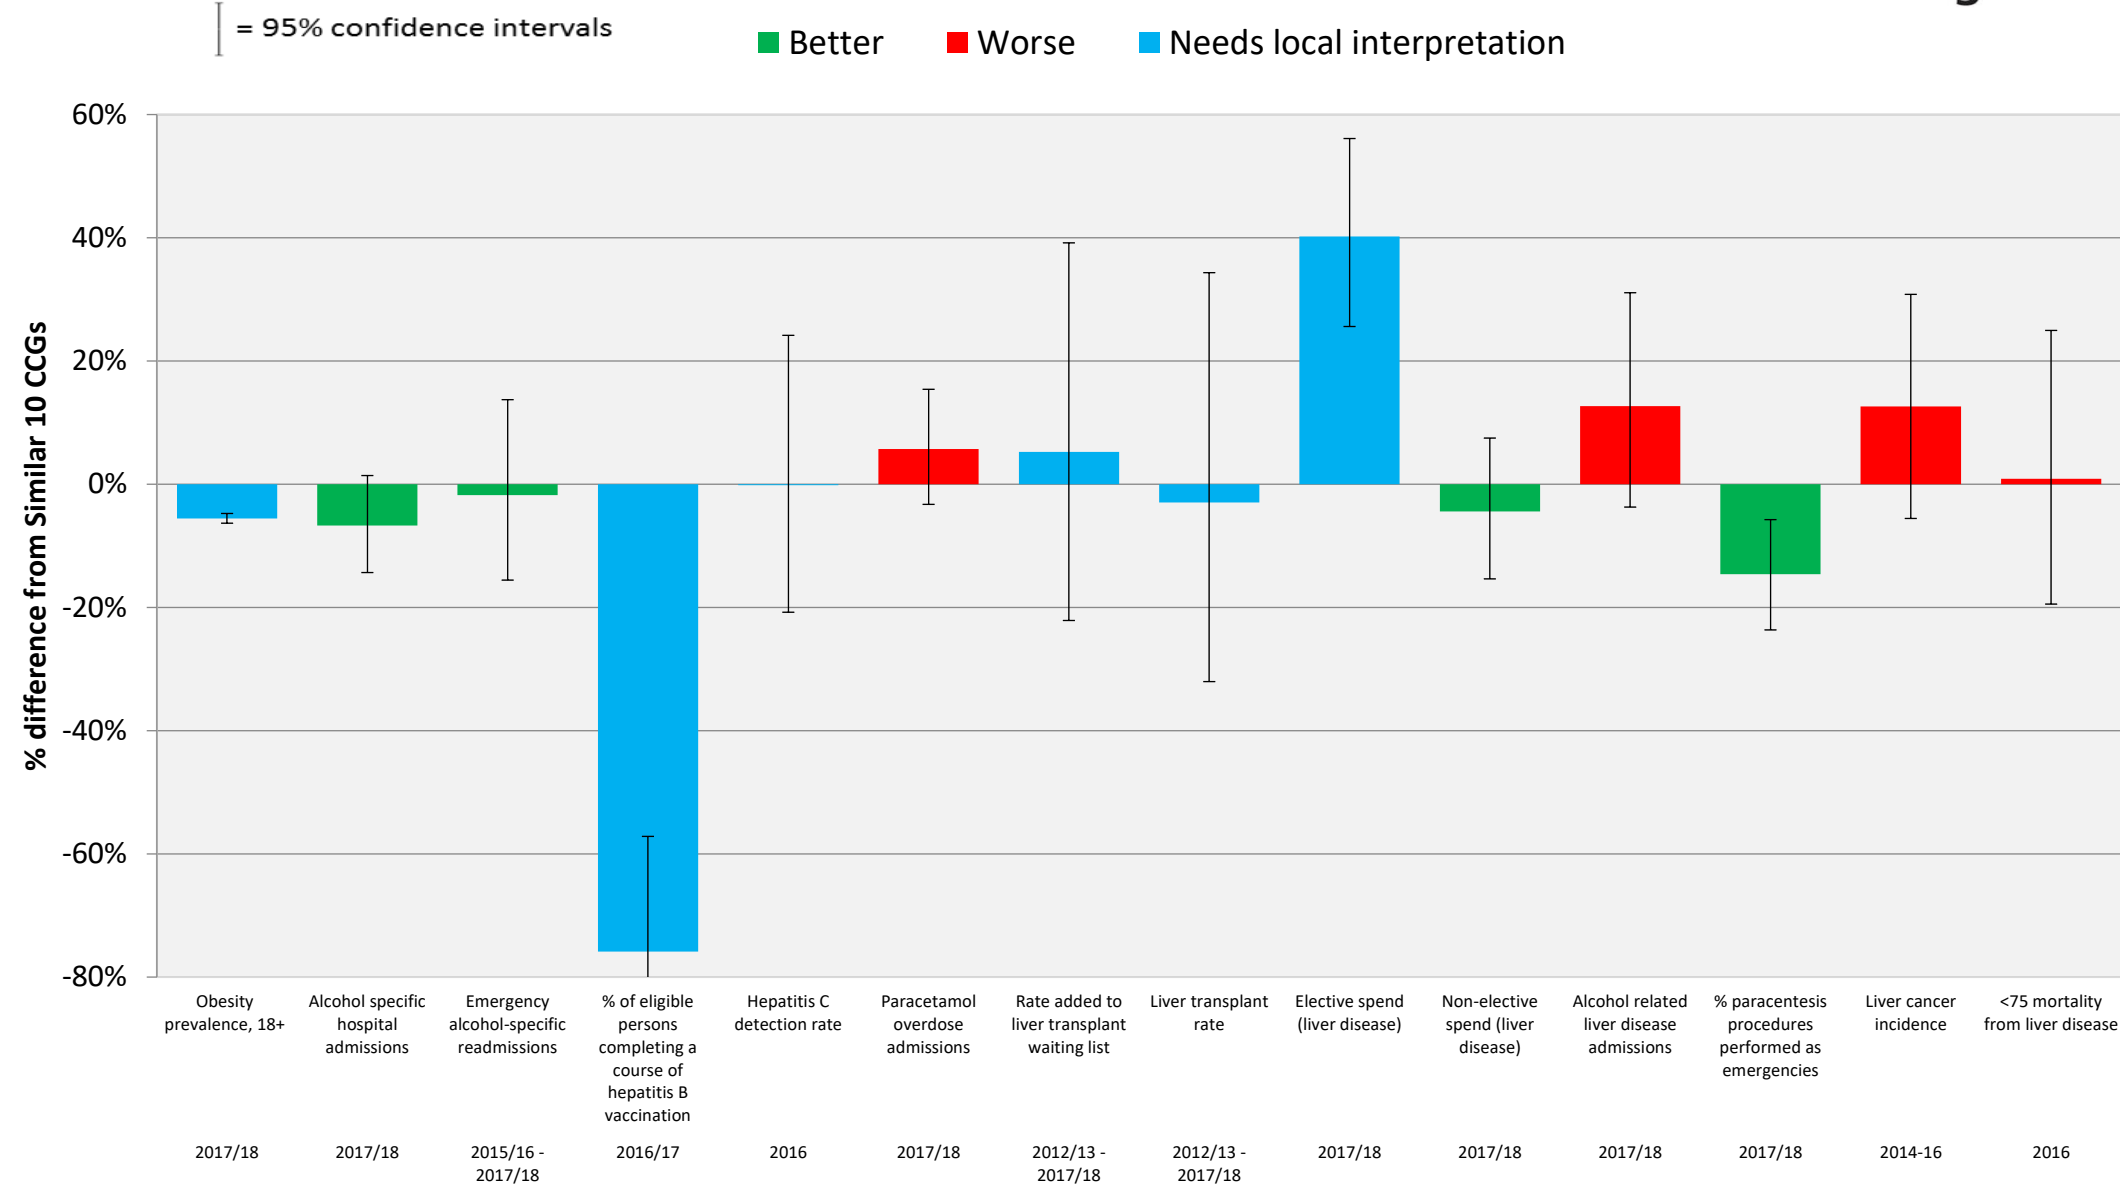 = 95% confidence intervals
Better
Worse
Needs local interpretation
% difference from Similar 10 CCGs
60%
40%
20%
0%
-20%
-40%
-60%
-80%
Obesity
prevalence, 18+
2017/18
Alcohol specific
hospital
admissions
2017/18
Emergency
alcohol-specific
readmissions
2015/16 -
2017/18
% of eligible
persons
completing a
course of
hepatitis B
vaccination
2016/17
Hepatitis C
detection rate
2016
Paracetamol
overdose
admissions
2017/18
Rate added to
liver transplant
waiting list
2012/13 -
2017/18
Liver transplant
rate
2012/13 -
2017/18
Elective spend
(liver disease)
2017/18
Non-elective
spend (liver
disease)
2017/18
Alcohol related
liver disease
admissions
2017/18
% paracentesis
procedures
performed as
emergencies
2017/18
Liver cancer
incidence
2014-16
<75 mortality
from liver disease
2016